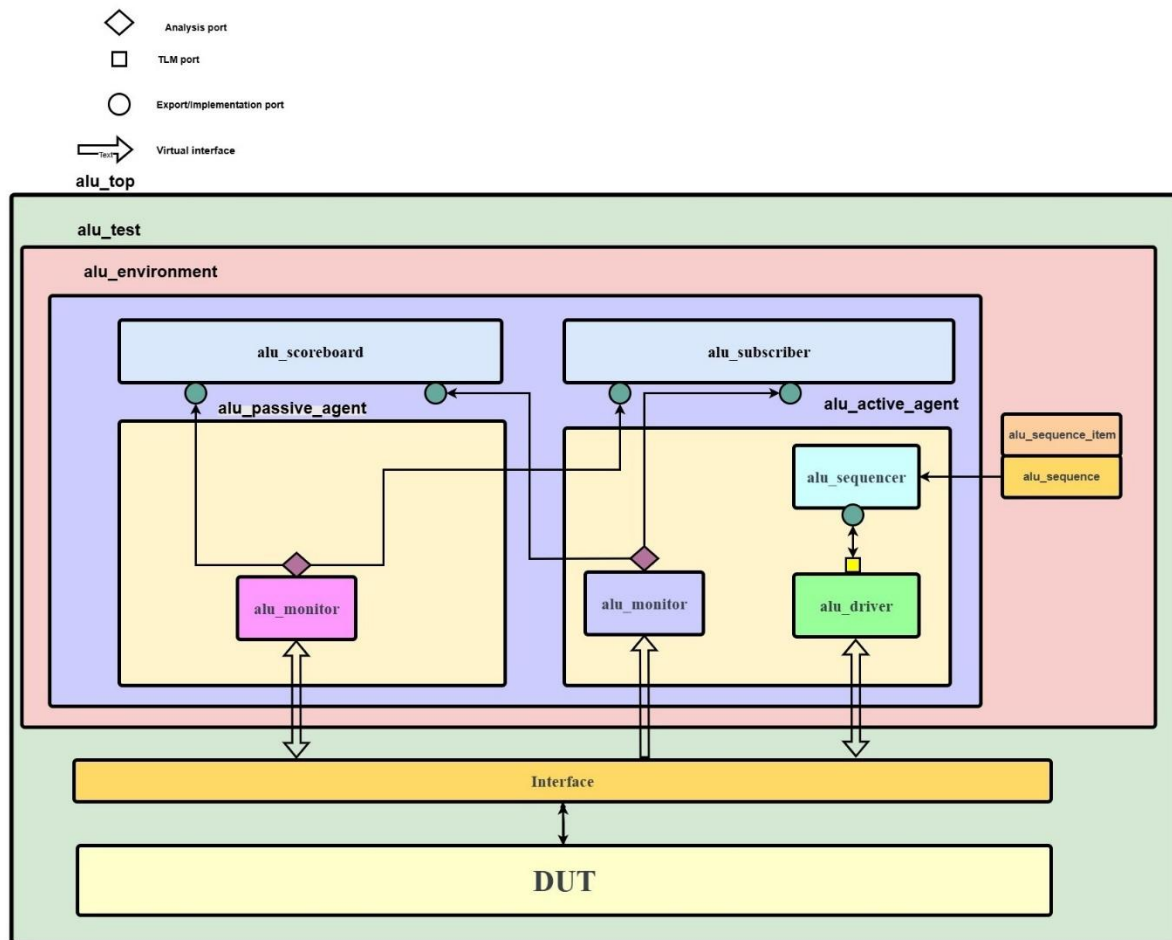 Analysis port
TLM port
Export/Implementation port
Text
Virtual interface
alu_top
alu_test
alu_environment
alu_scoreboard
alu_subscriber
alu_passive_agent
alu_active_agent
alu_sequence_item
alu_sequence
alu_sequencer
alu_monitor
alu_monitor
alu_driver
Interface
DUT